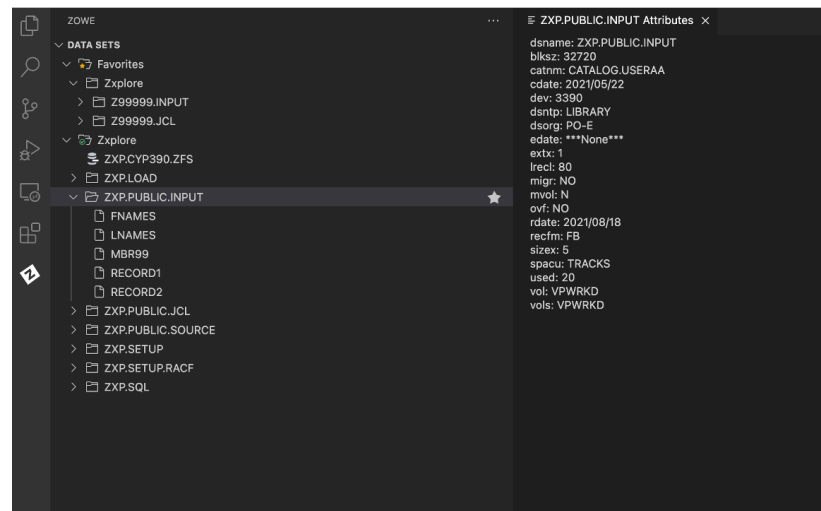 ZOWE
DATA SETS
Favorites
Zxplore
Z99999.INPUT
Z99999.JCL
Zxplore
ZXP.CYP390.ZFS
ZXP.LOAD
ZXP.PUBLIC.INPUT
FNAMES
LNAMES
MBR99
RECORD1
RECORD2
ZXP.PUBLIC.JCL
ZXP.PUBLIC.SOURCE
ZXP.SETUP
ZXP.SETUP.RACF
ZXP.SQL
ZXP.PUBLIC.INPUT Attributes
dsname: ZXP.PUBLIC.INPUT
blksz: 32720
catnm: CATALOG.USERAA
cdate: 2021/05/22
dev: 3390
dsntp: LIBRARY
dsorg: PO-E
edate: ***None***
extx: 1
lrecl: 80
migr: NO
mvol: N
ovf: NO
rdate: 2021/08/18
recfm: FB
sizex: 5
spacu: TRACKS
used: 20
vol: VPWRKD
vols: VPWRKD